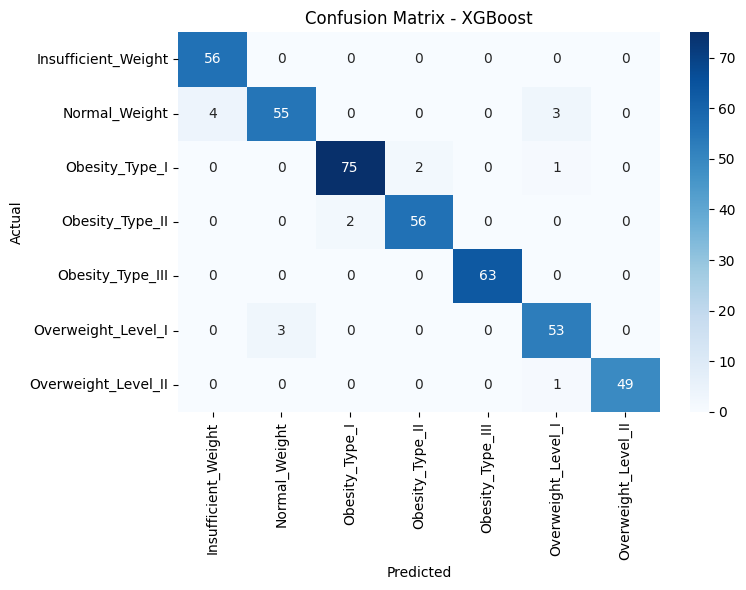 Confusion Matrix - XGBoost
Actual
Insufficient_Weight 56 0 0 0 0 0 0
Normal_Weight 4 55 0 0 0 3 0
Obesity_Type_I 0 0 75 2 0 1 0
Obesity_Type_II 0 0 2 56 0 0 0
Obesity_Type_III 0 0 0 0 63 0 0
Overweight_Level_I 0 3 0 0 0 53 0
Overweight_Level_II 0 0 0 0 0 1 49
Insufficient_Weight
Normal_Weight
Obesity_Type_I
Obesity_Type_II
Obesity_Type_III
Overweight_Level_I
Overweight_Level_II
Predicted
70
60
50
40
30
20
10
0